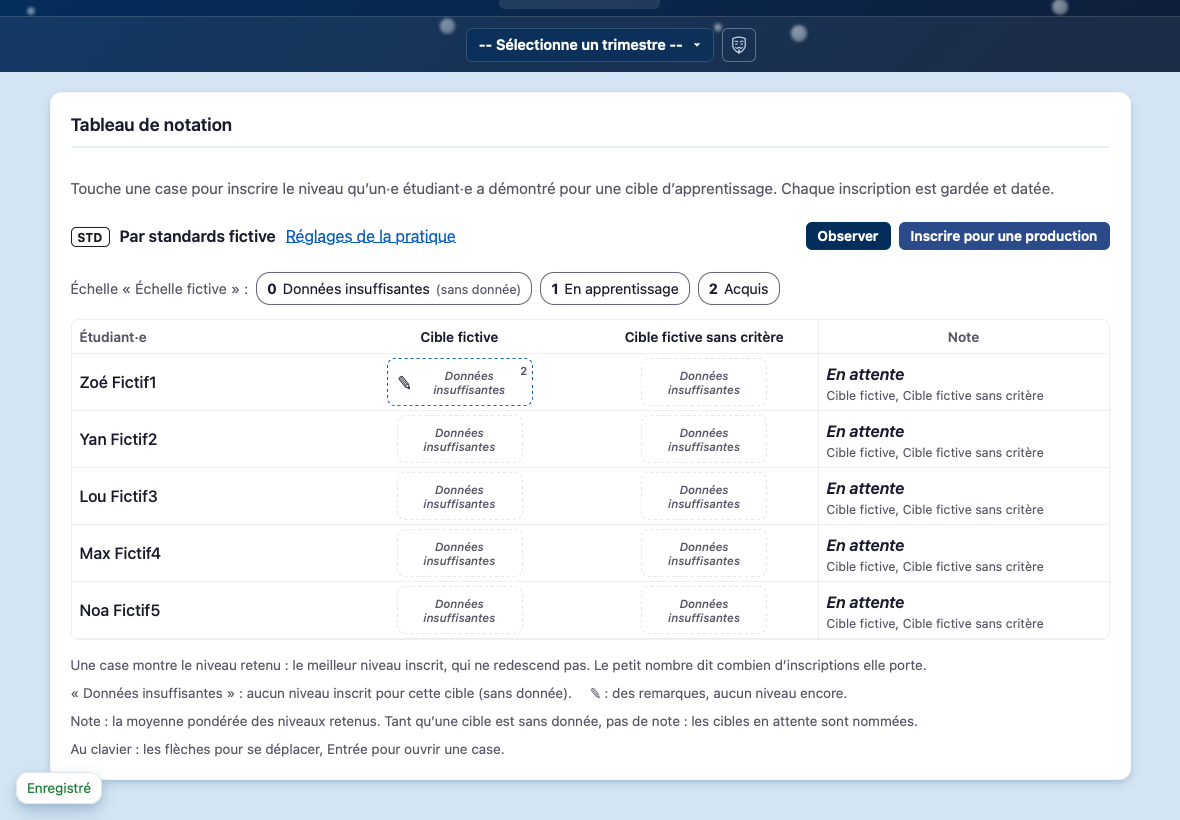 -- Sélectionne un trimestre --
Tableau de notation
Touche une case pour inscrire le niveau qu’un·e étudiant·e a démontré pour une cible d’apprentissage. Chaque inscription est gardée et datée.
STD Par standards fictive Réglages de la pratique Observer Inscrire pour une production
Échelle « Échelle fictive » : 0 Données insuffisantes (sans donnée) 1 En apprentissage 2 Acquis
Étudiant·e Cible fictive Cible fictive sans critère Note
Zoé Fictif1
✎ Données insuffisantes 2
Données insuffisantes
En attente
Cible fictive, Cible fictive sans critère
Yan Fictif2
Données insuffisantes
Données insuffisantes
En attente
Cible fictive, Cible fictive sans critère
Lou Fictif3
Données insuffisantes
Données insuffisantes
En attente
Cible fictive, Cible fictive sans critère
Max Fictif4
Données insuffisantes
Données insuffisantes
En attente
Cible fictive, Cible fictive sans critère
Noa Fictif5
Données insuffisantes
Données insuffisantes
En attente
Cible fictive, Cible fictive sans critère
Une case montre le niveau retenu : le meilleur niveau inscrit, qui ne redescend pas. Le petit nombre dit combien d’inscriptions elle porte.
« Données insuffisantes » : aucun niveau inscrit pour cette cible (sans donnée). ✎ : des remarques, aucun niveau encore.
Note : la moyenne pondérée des niveaux retenus. Tant qu’une cible est sans donnée, pas de note : les cibles en attente sont nommées.
Au clavier : les flèches pour se déplacer, Entrée pour ouvrir une case.
Enregistré